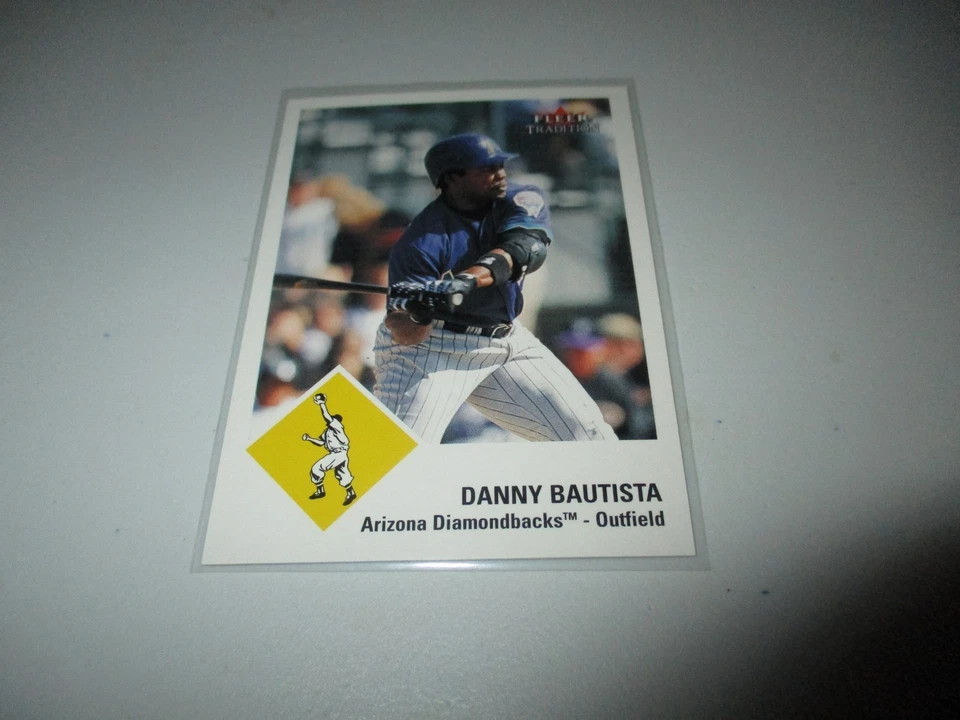 FLEER
TRADITION
DANNY BAUTISTA
Arizona Diamondbacks™ - Outfield